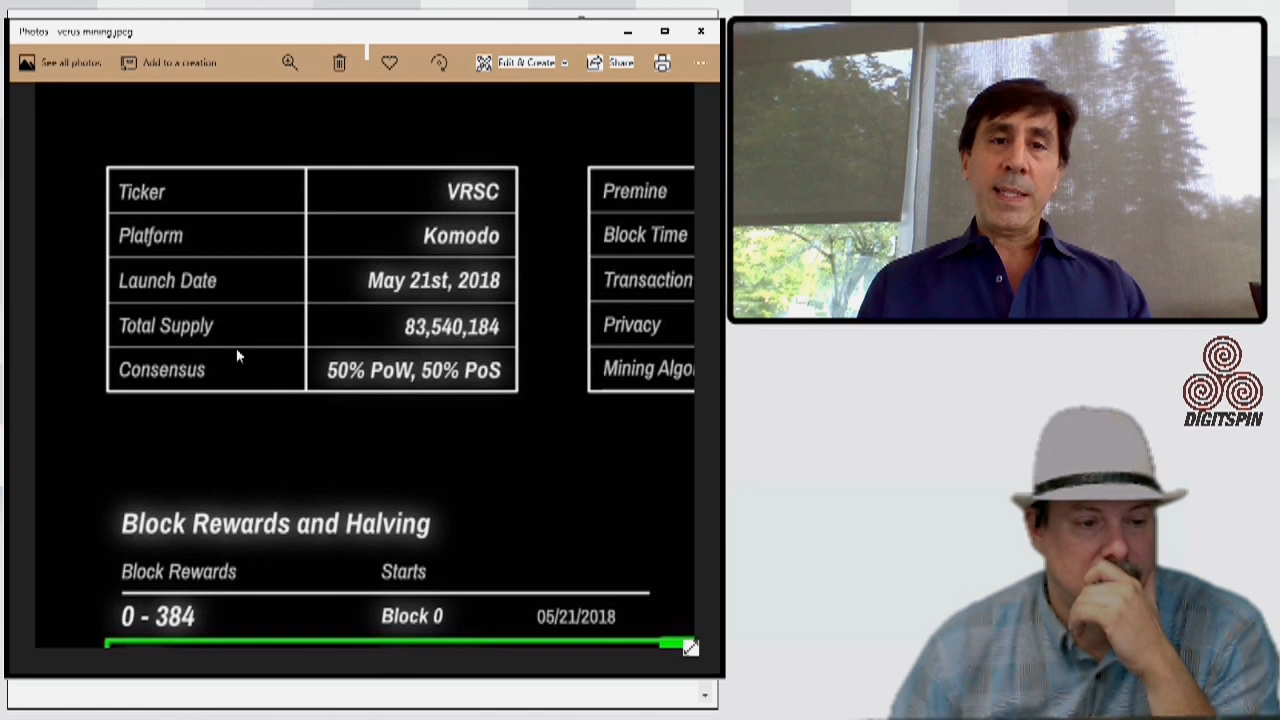 Photos - verus mining.jpeg
See all photos
Add to a creation
Edit & Create
Share
Ticker VRSC
Platform Komodo
Launch Date May 21st, 2018
Total Supply 83,540,184
Consensus 50% PoW, 50% PoS
Premine
Block Time
Transaction
Privacy
Mining Algo
Block Rewards and Halving
Block Rewards Starts
0 - 384 Block 0 05/21/2018
DIGITSPIN